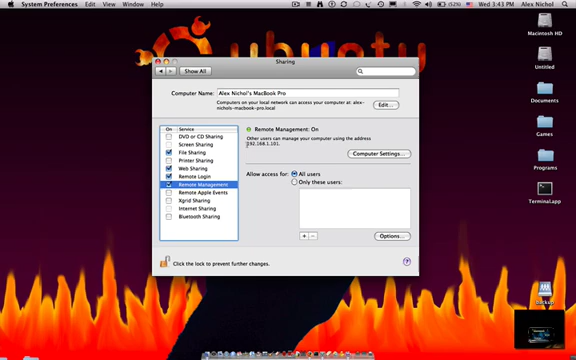 System Preferences Edit View Window Help (52%) Wed 3:43 PM Alex Nichol
ubuntu
Sharing
Show All
Computer Name: Alex Nichol's MacBook Pro
Computers on your local network can access your computer at: alex-
nichols-macbook-pro.local
Edit...
On Service
DVD or CD Sharing
Screen Sharing
File Sharing
Printer Sharing
Web Sharing
Remote Login
Remote Management
Remote Apple Events
Xgrid Sharing
Internet Sharing
Bluetooth Sharing
Remote Management: On
Other users can manage your computer using the address
192.168.1.101.
Computer Settings...
Allow access for: All users
Only these users:
+ −
Options...
Click the lock to prevent further changes.
?
Macintosh HD
Untitled
Documents
Games
Programs
Terminal.app
backup